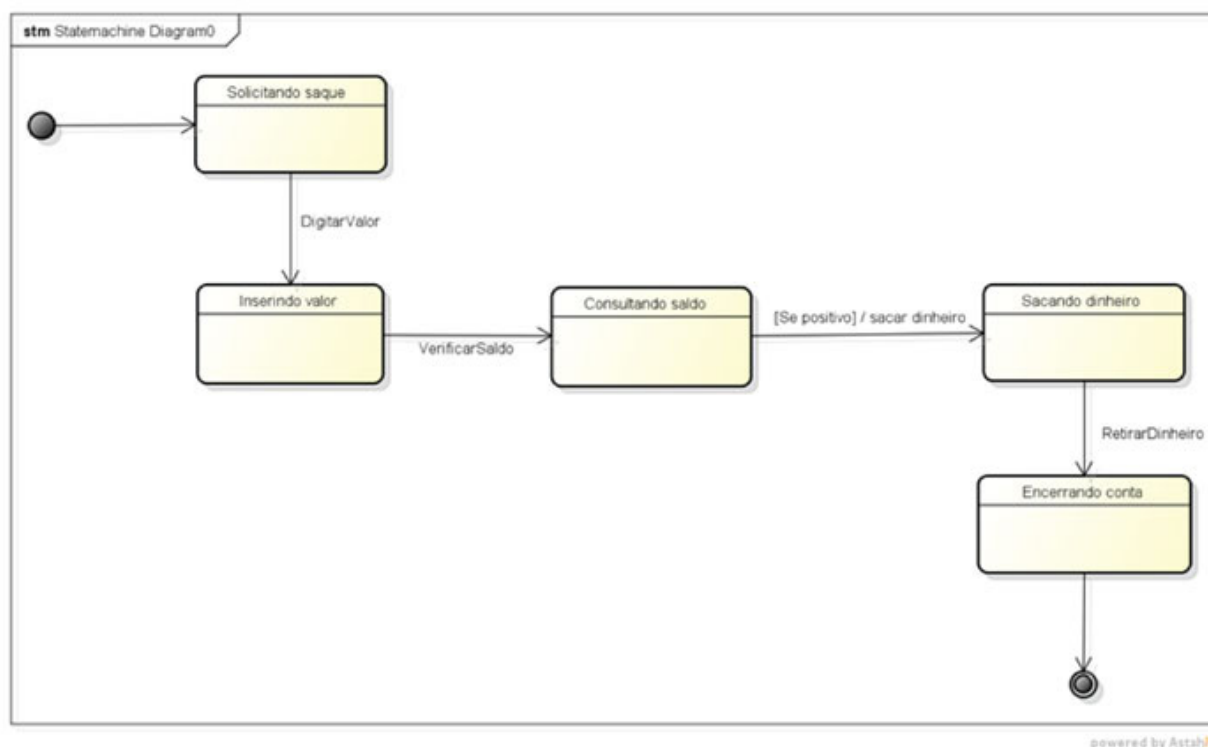 stm Statemachine Diagram0
Solicitando saque
DigitarValor
Inserindo valor
VerificarSaldo
Consultando saldo
[Se positivo] / sacar dinheiro
Sacando dinheiro
RetirarDinheiro
Encerrando conta
powered by Astah